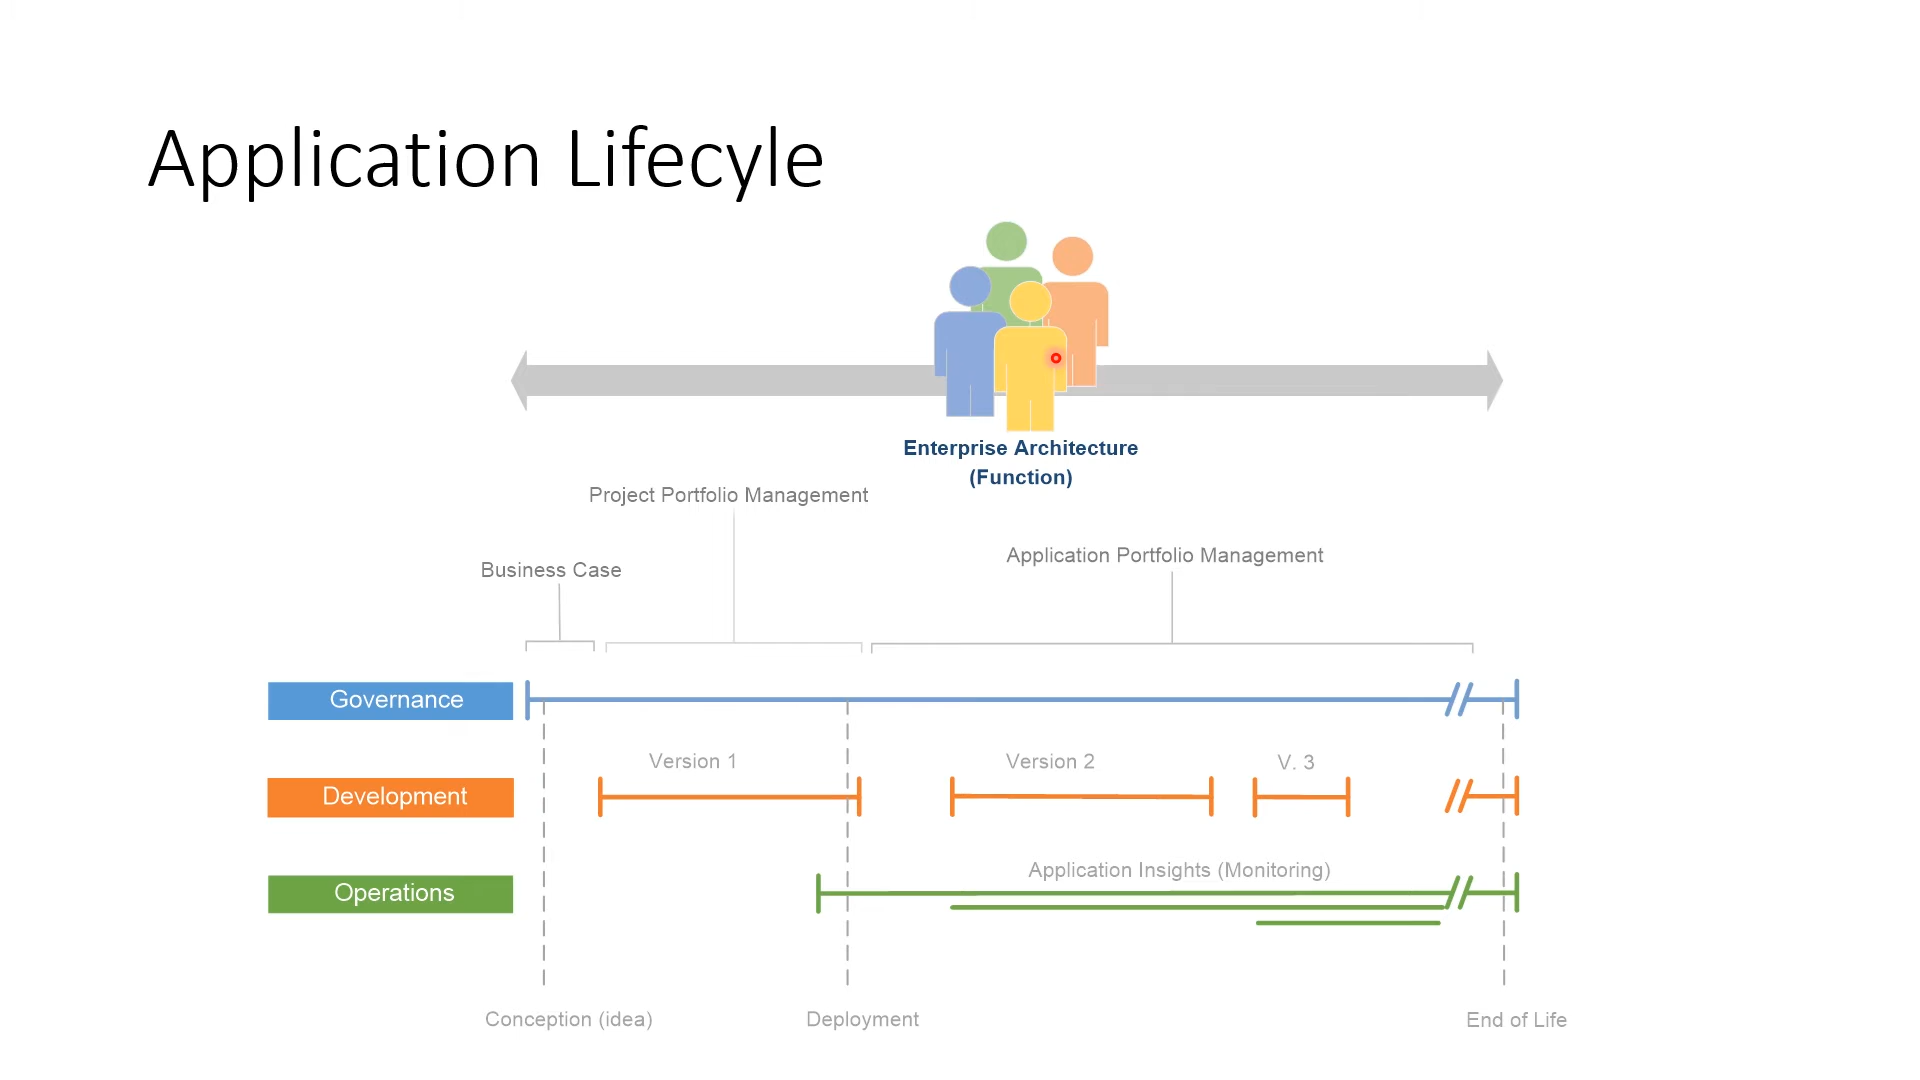 Application Lifecyle
Enterprise Architecture
(Function)
Project Portfolio Management
Application Portfolio Management
Business Case
Governance
Version 1
Version 2
V. 3
Development
Application Insights (Monitoring)
Operations
Conception (idea)
Deployment
End of Life